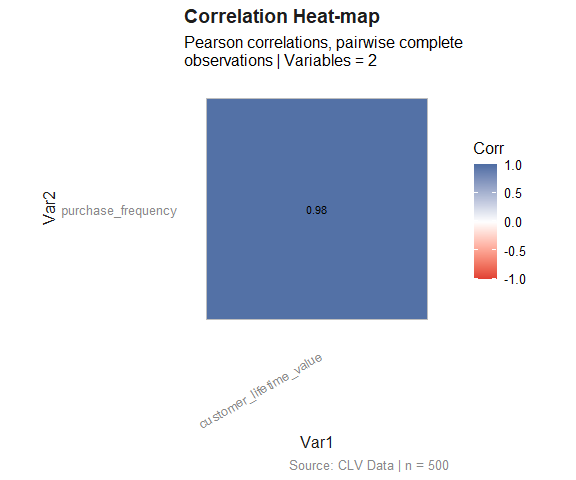 Correlation Heat-map
Pearson correlations, pairwise complete
observations | Variables = 2
Corr
1.0
0.5
0.0
-0.5
-1.0
Var2
purchase_frequency
0.98
customer_lifetime_value
Var1
Source: CLV Data | n = 500